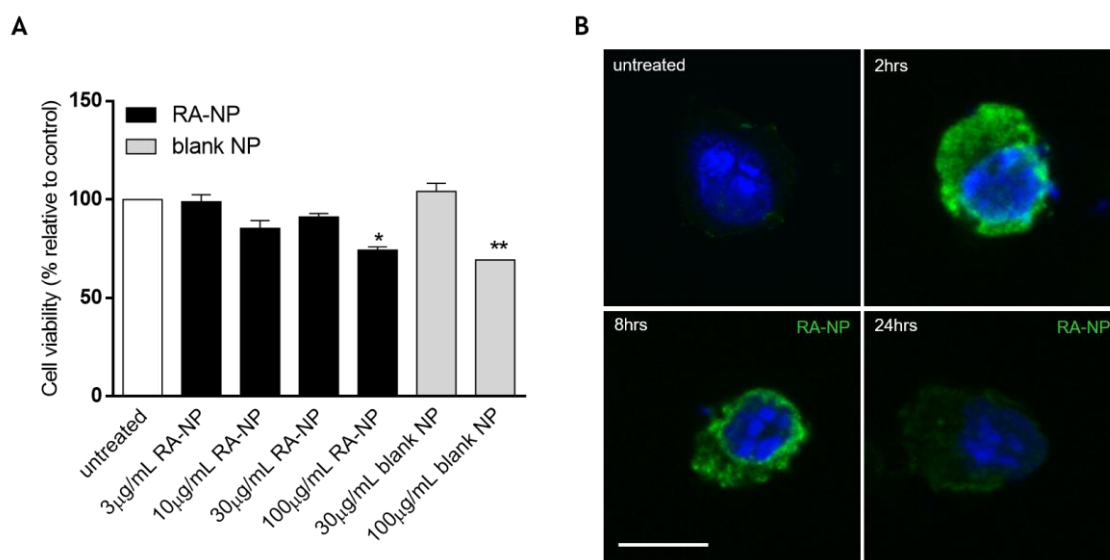 A
Cell viability (% relative to control)
150
100
50
0
RA-NP
blank NP
*
**
untreated
3μg/mL RA-NP
10μg/mL RA-NP
30μg/mL RA-NP
100μg/mL RA-NP
30μg/mL blank NP
100μg/mL blank NP
B
untreated
2hrs
8hrs
RA-NP
24hrs
RA-NP